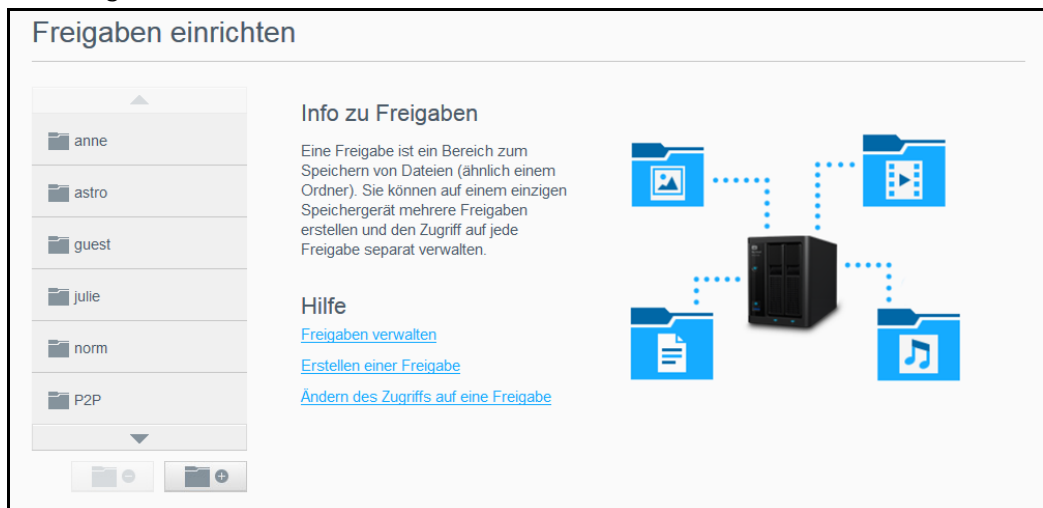 Freigaben einrichten
anne
astro
guest
julie
norm
P2P
Info zu Freigaben
Eine Freigabe ist ein Bereich zum
Speichern von Dateien (ähnlich einem
Ordner). Sie können auf einem einzigen
Speichergerät mehrere Freigaben
erstellen und den Zugriff auf jede
Freigabe separat verwalten.
Hilfe
Freigaben verwalten
Erstellen einer Freigabe
Ändern des Zugriffs auf eine Freigabe